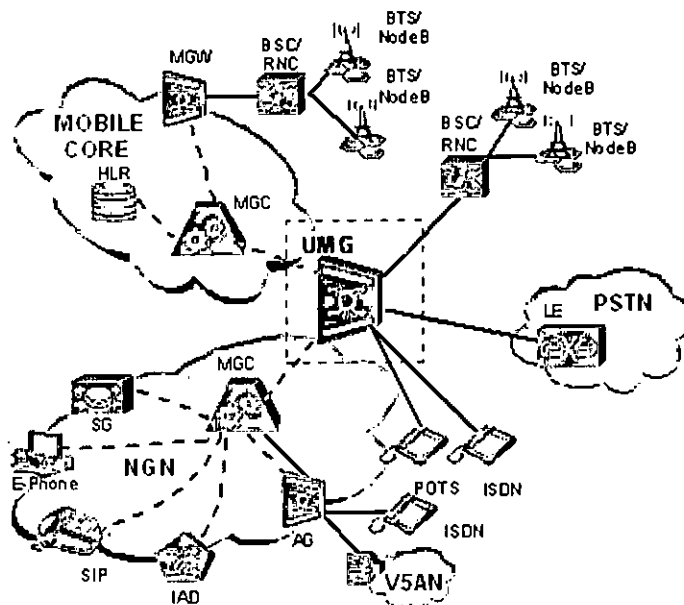 BTS/
NodeB
BSC/
RNC
MGW
BTS/
NodeB
BTS/
NodeB
MOBILE
CORE
BSC/
RNC
BTS/
NodeB
HLR
MGC
UMG
LE
PSTN
MGC
SG
NGN
E-Phone
POTS
ISDN
ISDN
AG
SIP
IAD
V5AN